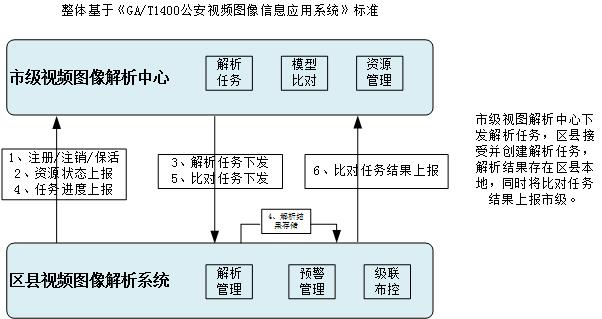 整体基于《GA/T1400公安视频图像信息应用系统》标准
市级视频图像解析中心
解析
任务
模型
比对
资源
管理
1、注册/注销/保活
2、资源状态上报
4、任务进度上报
3、解析任务下发
5、比对任务下发
6、比对任务结果上报
市级视图解析中心下
发解析任务，区县接
受并创建解析任务，
解析结果存在区县本
地，同时将比对任务
结果上报市级。
4、解析结
果存储
区县视频图像解析系统
解析
管理
预警
管理
级联
布控